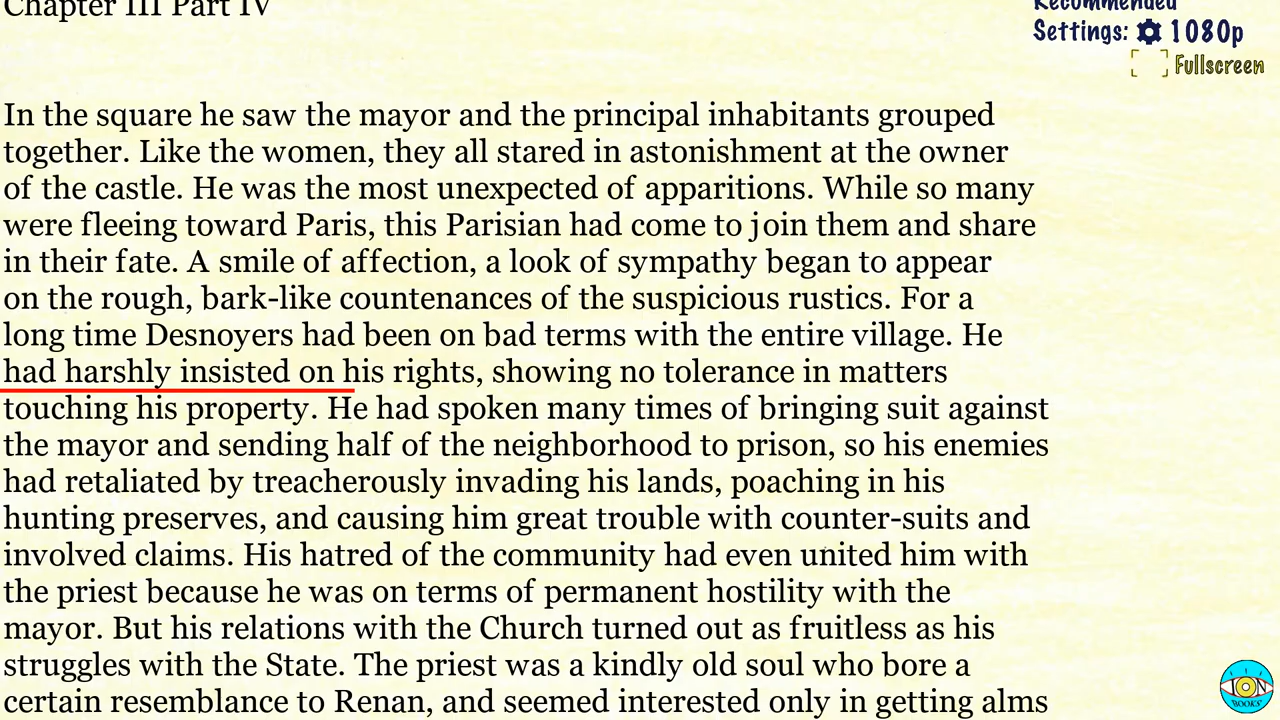 Chapter III Part IV
Recommended
Settings: 1080p
Fullscreen
In the square he saw the mayor and the principal inhabitants grouped
together. Like the women, they all stared in astonishment at the owner
of the castle. He was the most unexpected of apparitions. While so many
were fleeing toward Paris, this Parisian had come to join them and share
in their fate. A smile of affection, a look of sympathy began to appear
on the rough, bark-like countenances of the suspicious rustics. For a
long time Desnoyers had been on bad terms with the entire village. He
had harshly insisted on his rights, showing no tolerance in matters
touching his property. He had spoken many times of bringing suit against
the mayor and sending half of the neighborhood to prison, so his enemies
had retaliated by treacherously invading his lands, poaching in his
hunting preserves, and causing him great trouble with counter-suits and
involved claims. His hatred of the community had even united him with
the priest because he was on terms of permanent hostility with the
mayor. But his relations with the Church turned out as fruitless as his
struggles with the State. The priest was a kindly old soul who bore a
certain resemblance to Renan, and seemed interested only in getting alms
ION
BOOKS